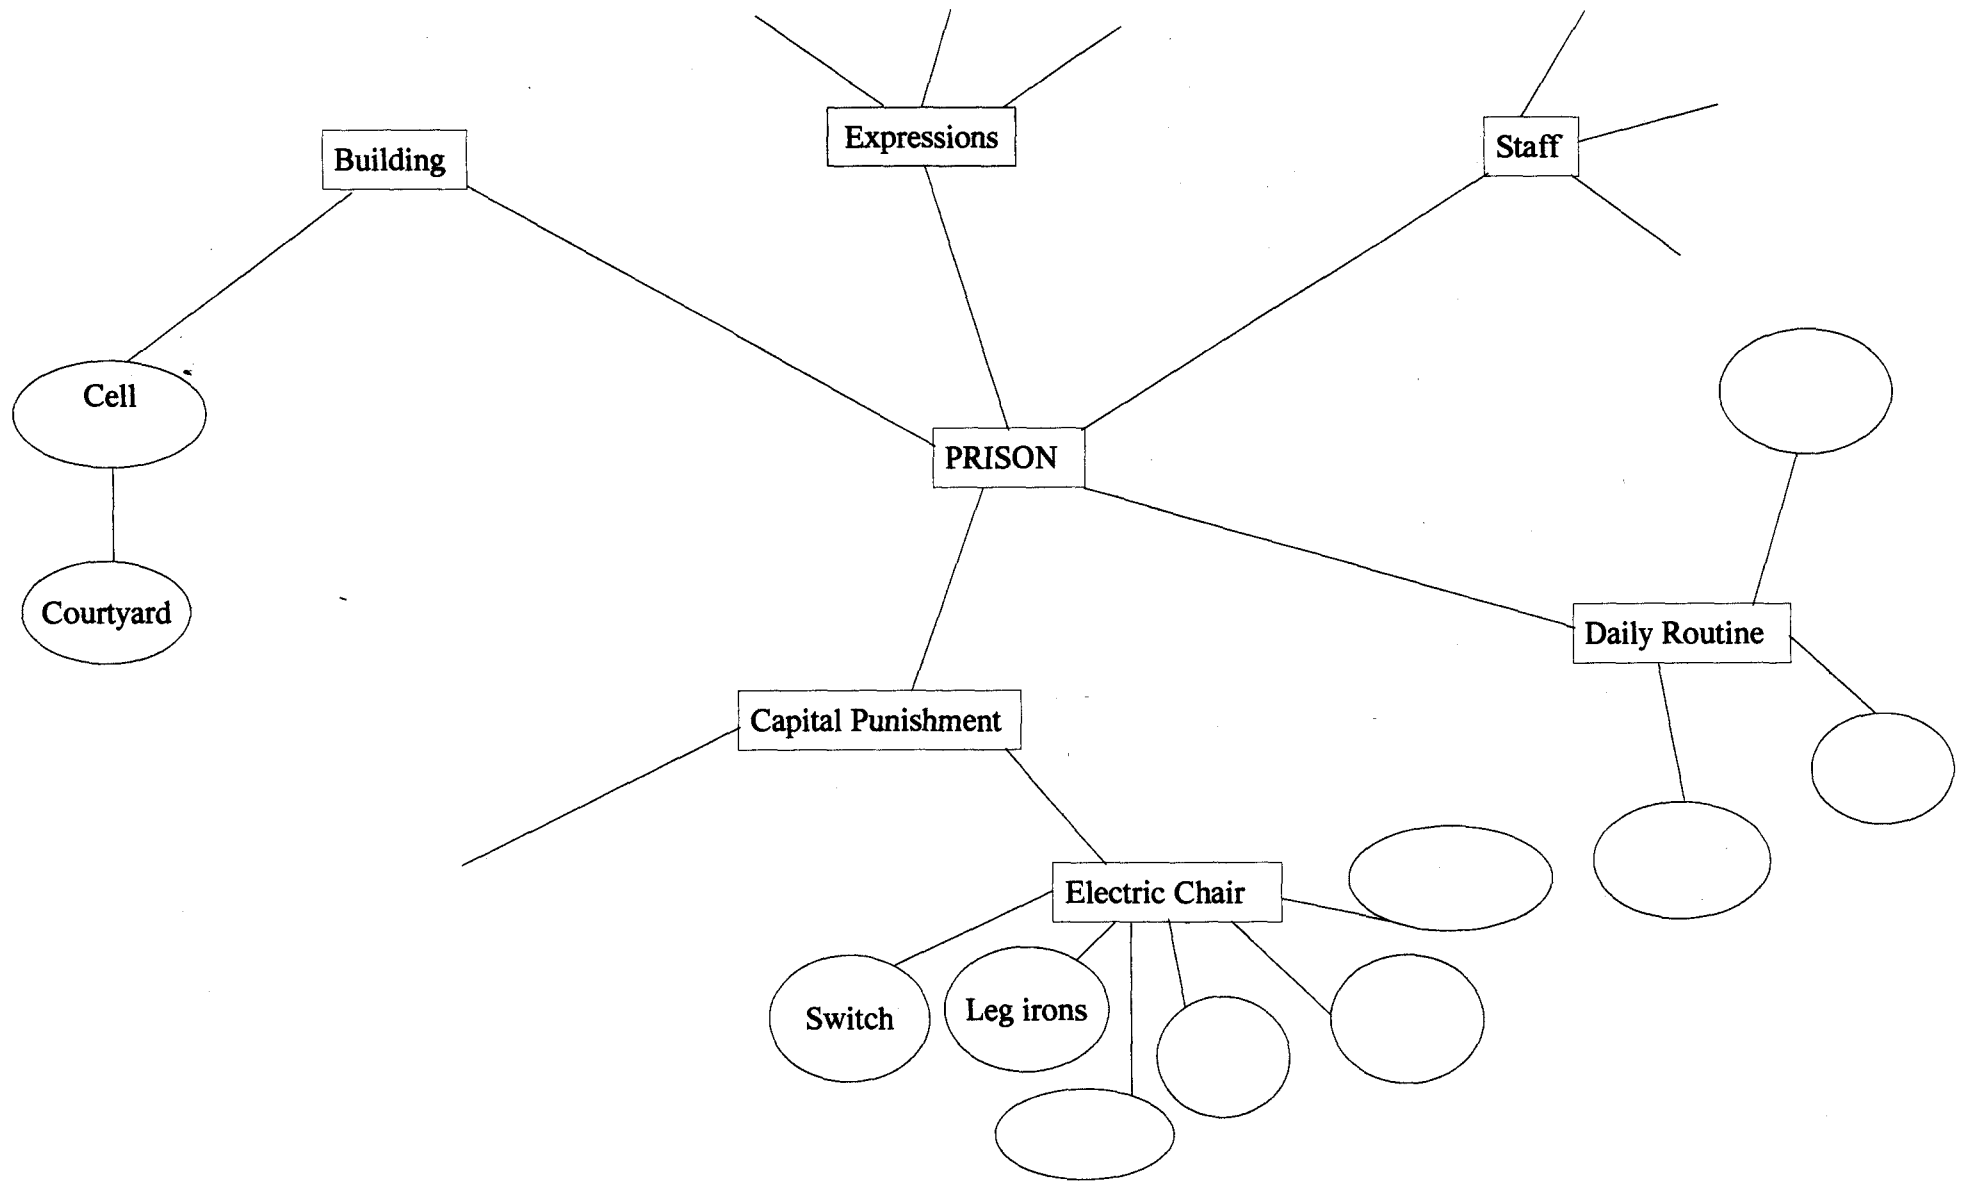 Expressions
Staff
Building
Cell
PRISON
Courtyard
Daily Routine
Capital Punishment
Electric Chair
Switch
Leg irons